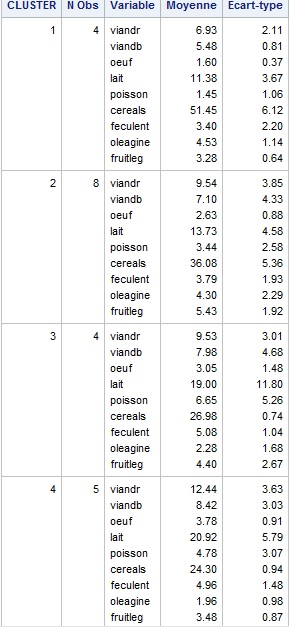 CLUSTER N Obs Variable Moyenne Ecart-type
1 4 viandr 6.93 2.11
viandb 5.48 0.81
oeuf 1.60 0.37
lait 11.38 3.67
poisson 1.45 1.06
cereals 51.45 6.12
feculent 3.40 2.20
oleagine 4.53 1.14
fruitleg 3.28 0.64
2 8 viandr 9.54 3.85
viandb 7.10 4.33
oeuf 2.63 0.88
lait 13.73 4.58
poisson 3.44 2.58
cereals 36.08 5.36
feculent 3.79 1.93
oleagine 4.30 2.29
fruitleg 5.43 1.92
3 4 viandr 9.53 3.01
viandb 7.98 4.68
oeuf 3.05 1.48
lait 19.00 11.80
poisson 6.65 5.26
cereals 26.98 0.74
feculent 5.08 1.04
oleagine 2.28 1.68
fruitleg 4.40 2.67
4 5 viandr 12.44 3.63
viandb 8.42 3.03
oeuf 3.78 0.91
lait 20.92 5.79
poisson 4.78 3.07
cereals 24.30 0.94
feculent 4.96 1.48
oleagine 1.96 0.98
fruitleg 3.48 0.87